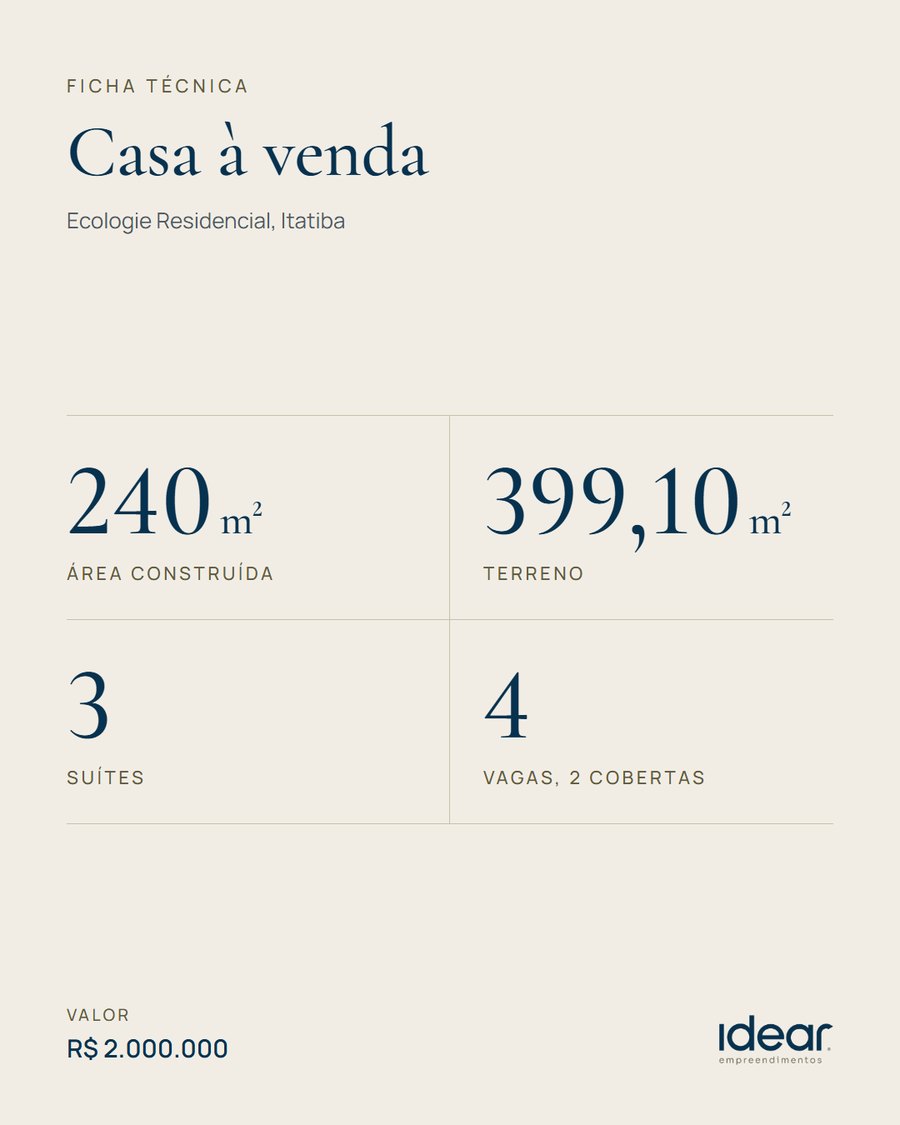 FICHA TÉCNICA
Casa à venda
Ecologie Residencial, Itatiba
240 m²
ÁREA CONSTRUÍDA
399,10 m²
TERRENO
3
SUÍTES
4
VAGAS, 2 COBERTAS
VALOR
R$ 2.000.000
idear.
empreendimentos